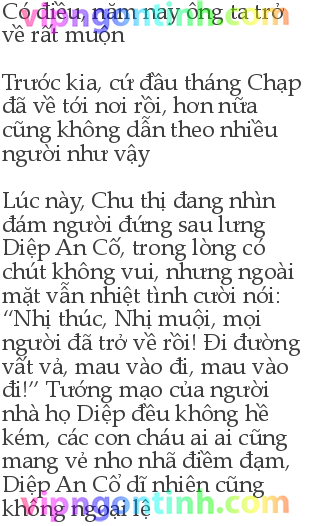 vipngontinh.com
Có điều, năm nay ông ta trở
về rất muộn
Trước kia, cứ đầu tháng Chạp
đã về tới nơi rồi, hơn nữa
cũng không dẫn theo nhiều
người như vậy
Lúc này, Chu thị đang nhìn
đám người đứng sau lưng
Diệp An Cố, trong lòng có
chút không vui, nhưng ngoài
mặt vẫn nhiệt tình cười nói:
“Nhị thúc, Nhị muội, mọi
người đã trở về rồi! Đi đường
vất vả, mau vào đi, mau vào
đi!” Tướng mạo của người
nhà họ Diệp đều không hề
kém, các con cháu ai ai cũng
mang vẻ nho nhã điềm đạm,
Diệp An Cố dĩ nhiên cũng
không ngoại lệ
vipngontinh.com